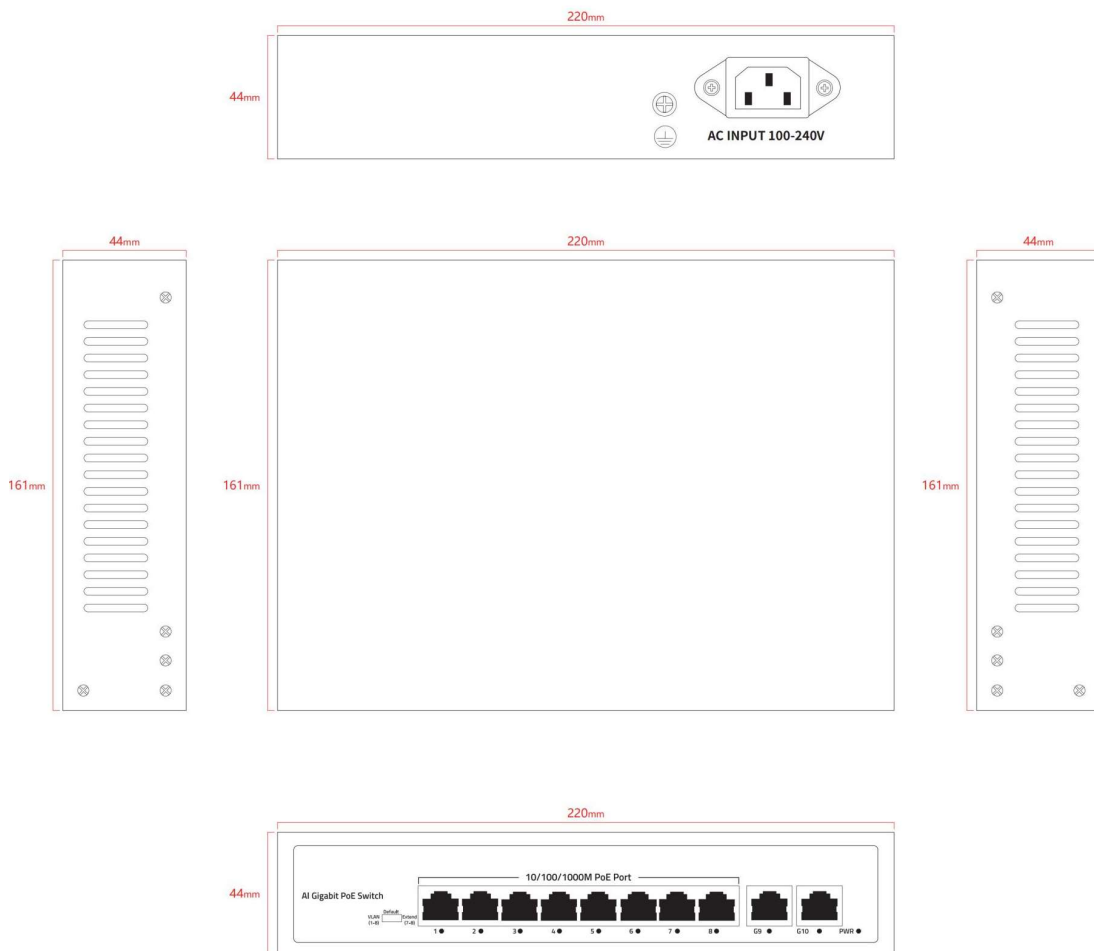 220mm
44mm
AC INPUT 100-240V
44mm
220mm
44mm
161mm
161mm
161mm
220mm
44mm
10/100/1000M PoE Port
AI Gigabit PoE Switch
Default
VLAN Extend
(1~8) (7~8)
1 2 3 4 5 6 7 8 G9 G10 PWR